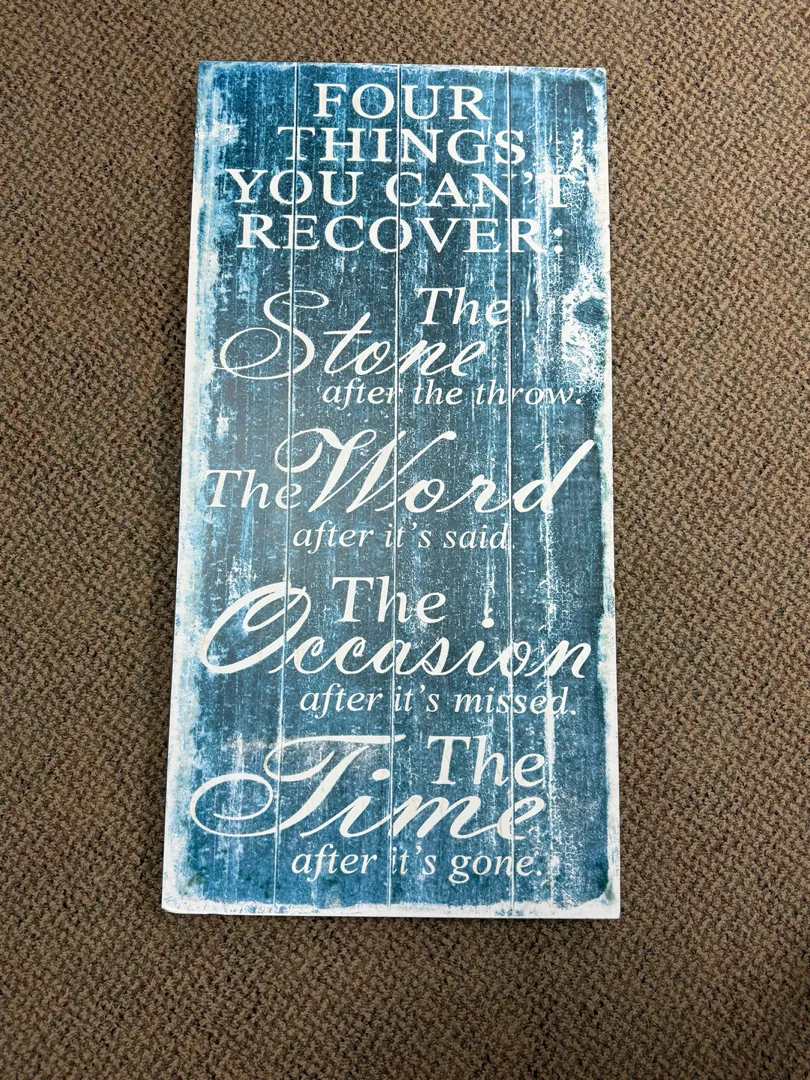 FOUR
THINGS
YOU CAN'T
RECOVER:
The
Stone
after the throw.
The Word
after it's said.
The
Occasion
after it's missed.
The
Time
after it's gone.